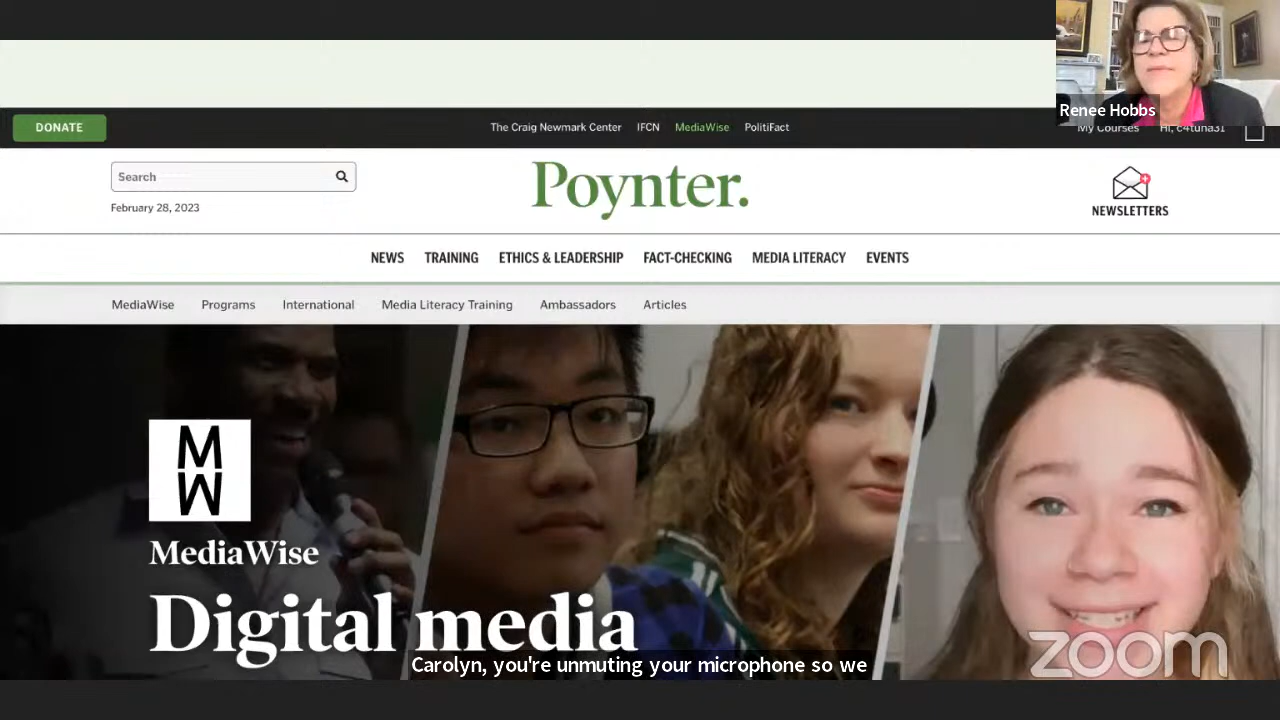 Renee Hobbs
DONATE
The Craig Newmark Center IFCN MediaWise PolitiFact
My Courses Hi, c4tuna31
Search
Poynter.
February 28, 2023
NEWSLETTERS
NEWS TRAINING ETHICS & LEADERSHIP FACT-CHECKING MEDIA LITERACY EVENTS
MediaWise Programs International Media Literacy Training Ambassadors Articles
MW
MediaWise
Digital media
Carolyn, you're unmuting your microphone so we
zoom